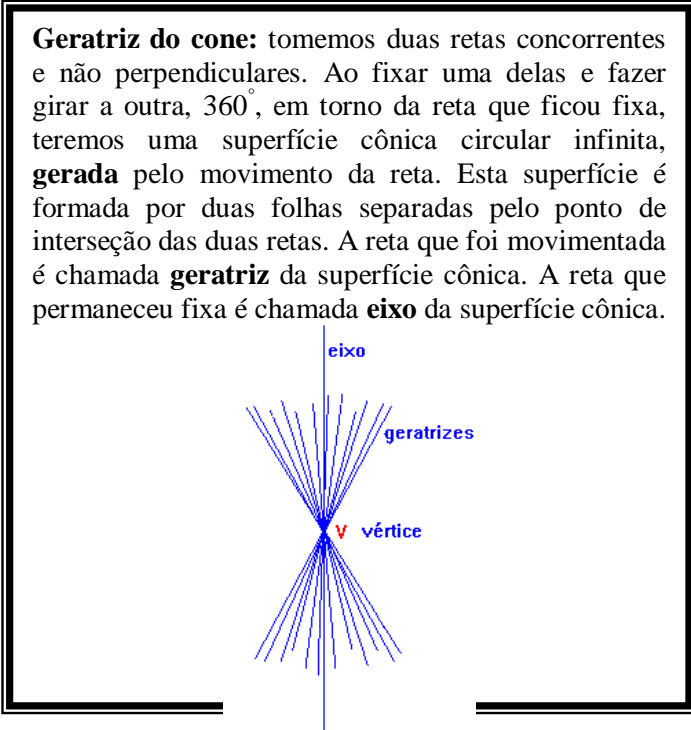 Geratriz do cone: tomemos duas retas concorrentes
e não perpendiculares. Ao fixar uma delas e fazer
girar a outra, 360°, em torno da reta que ficou fixa,
teremos uma superfície cônica circular infinita,
gerada pelo movimento da reta. Esta superfície é
formada por duas folhas separadas pelo ponto de
interseção das duas retas. A reta que foi movimentada
é chamada geratriz da superfície cônica. A reta que
permaneceu fixa é chamada eixo da superfície cônica.
eixo
geratrizes
V vértice